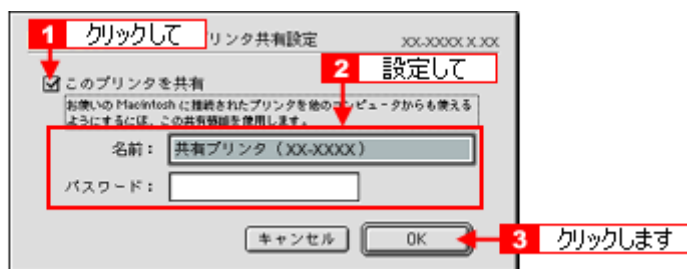 1 クリックして
リンタ共有設定 XX-XXXX X.XX
2 設定して
このプリンタを共有
お使いの Macintosh に接続されたプリンタを他のコンピュータからも使える
ようにするには、この共有機能を使用します。
名前： 共有プリンタ（XX-XXXX）
パスワード：
キャンセル OK 3 クリックします